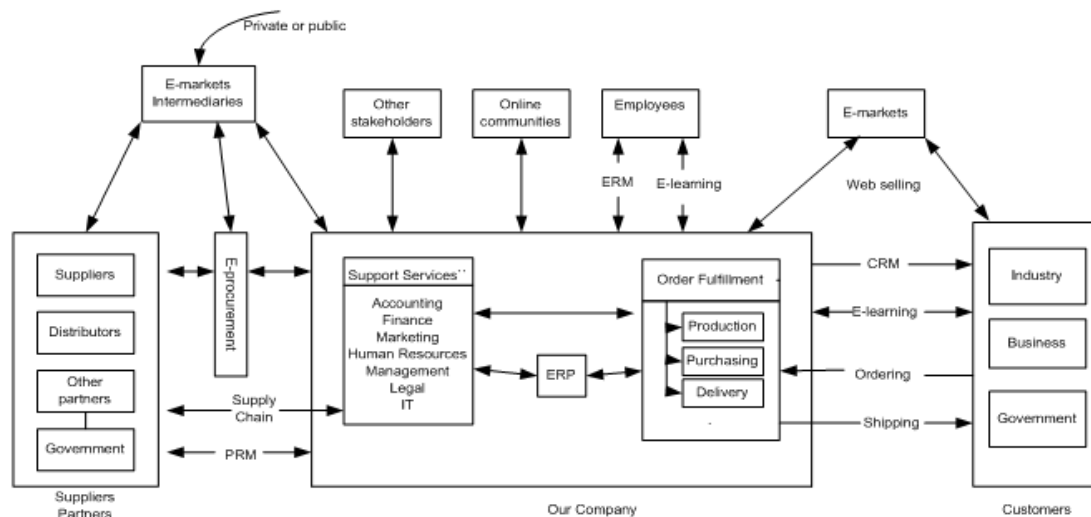 Private or public
E-markets
Intermediaries
Other
stakeholders
Online
communities
Employees
E-markets
ERM
E-learning
Web selling
Suppliers
Distributors
Other
partners
Government
Suppliers
Partners
E-procurement
Supply
Chain
PRM
Support Services¨
Accounting
Finance
Marketing
Human Resources
Management
Legal
IT
ERP
Order Fulfillment
Production
Purchasing
Delivery
Our Company
CRM
E-learning
Ordering
Shipping
Industry
Business
Government
Customers